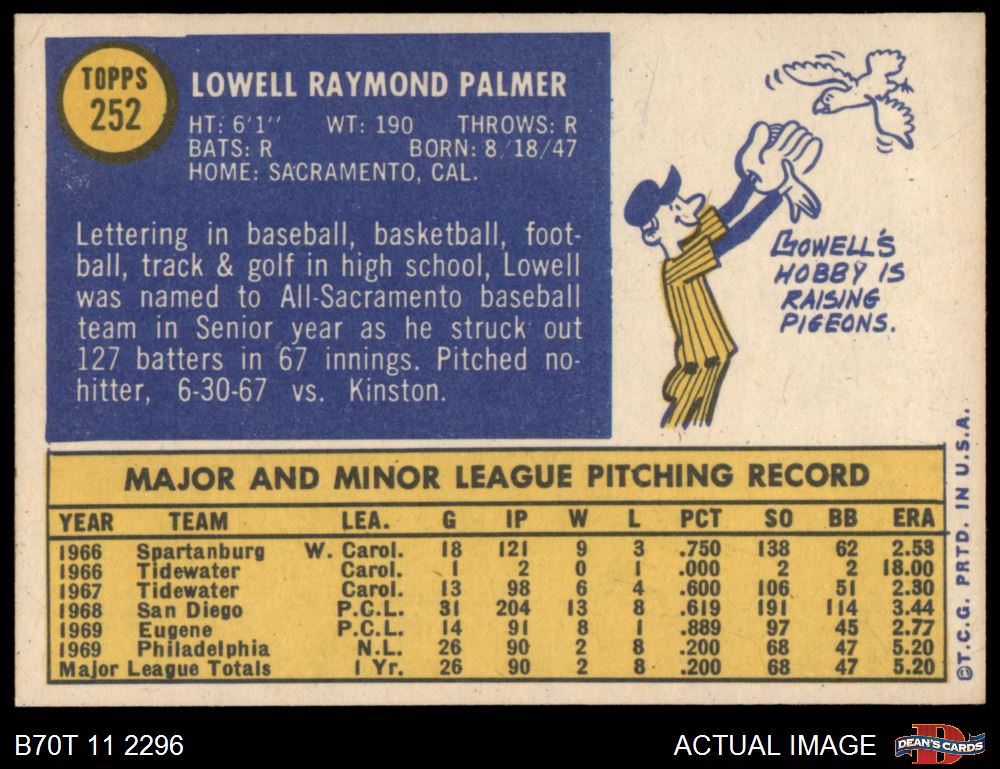 TOPPS
252
LOWELL RAYMOND PALMER
HT: 6'1" WT: 190 THROWS: R
BATS: R BORN: 8/18/47
HOME: SACRAMENTO, CAL.
Lettering in baseball, basketball, foot-
ball, track & golf in high school, Lowell
was named to All-Sacramento baseball
team in Senior year as he struck out
127 batters in 67 innings. Pitched no-
hitter, 6-30-67 vs. Kinston.
LOWELL'S
HOBBY IS
RAISING
PIGEONS.
MAJOR AND MINOR LEAGUE PITCHING RECORD
YEAR TEAM LEA. G IP W L PCT SO BB ERA
1966 Spartanburg W. Carol. 18 121 9 3 .750 138 62 2.53
1966 Tidewater Carol. 1 2 0 1 .000 2 2 18.00
1967 Tidewater Carol. 13 98 6 4 .600 106 51 2.30
1968 San Diego P.C.L. 31 204 13 8 .619 191 114 3.44
1969 Eugene P.C.L. 14 91 8 1 .889 97 45 2.77
1969 Philadelphia N.L. 26 90 2 8 .200 68 47 5.20
Major League Totals 1 Yr. 26 90 2 8 .200 68 47 5.20
©T.C.G. PRTD. IN U.S.A.
B70T 11 2296
ACTUAL IMAGE
D
DEAN'S CARDS